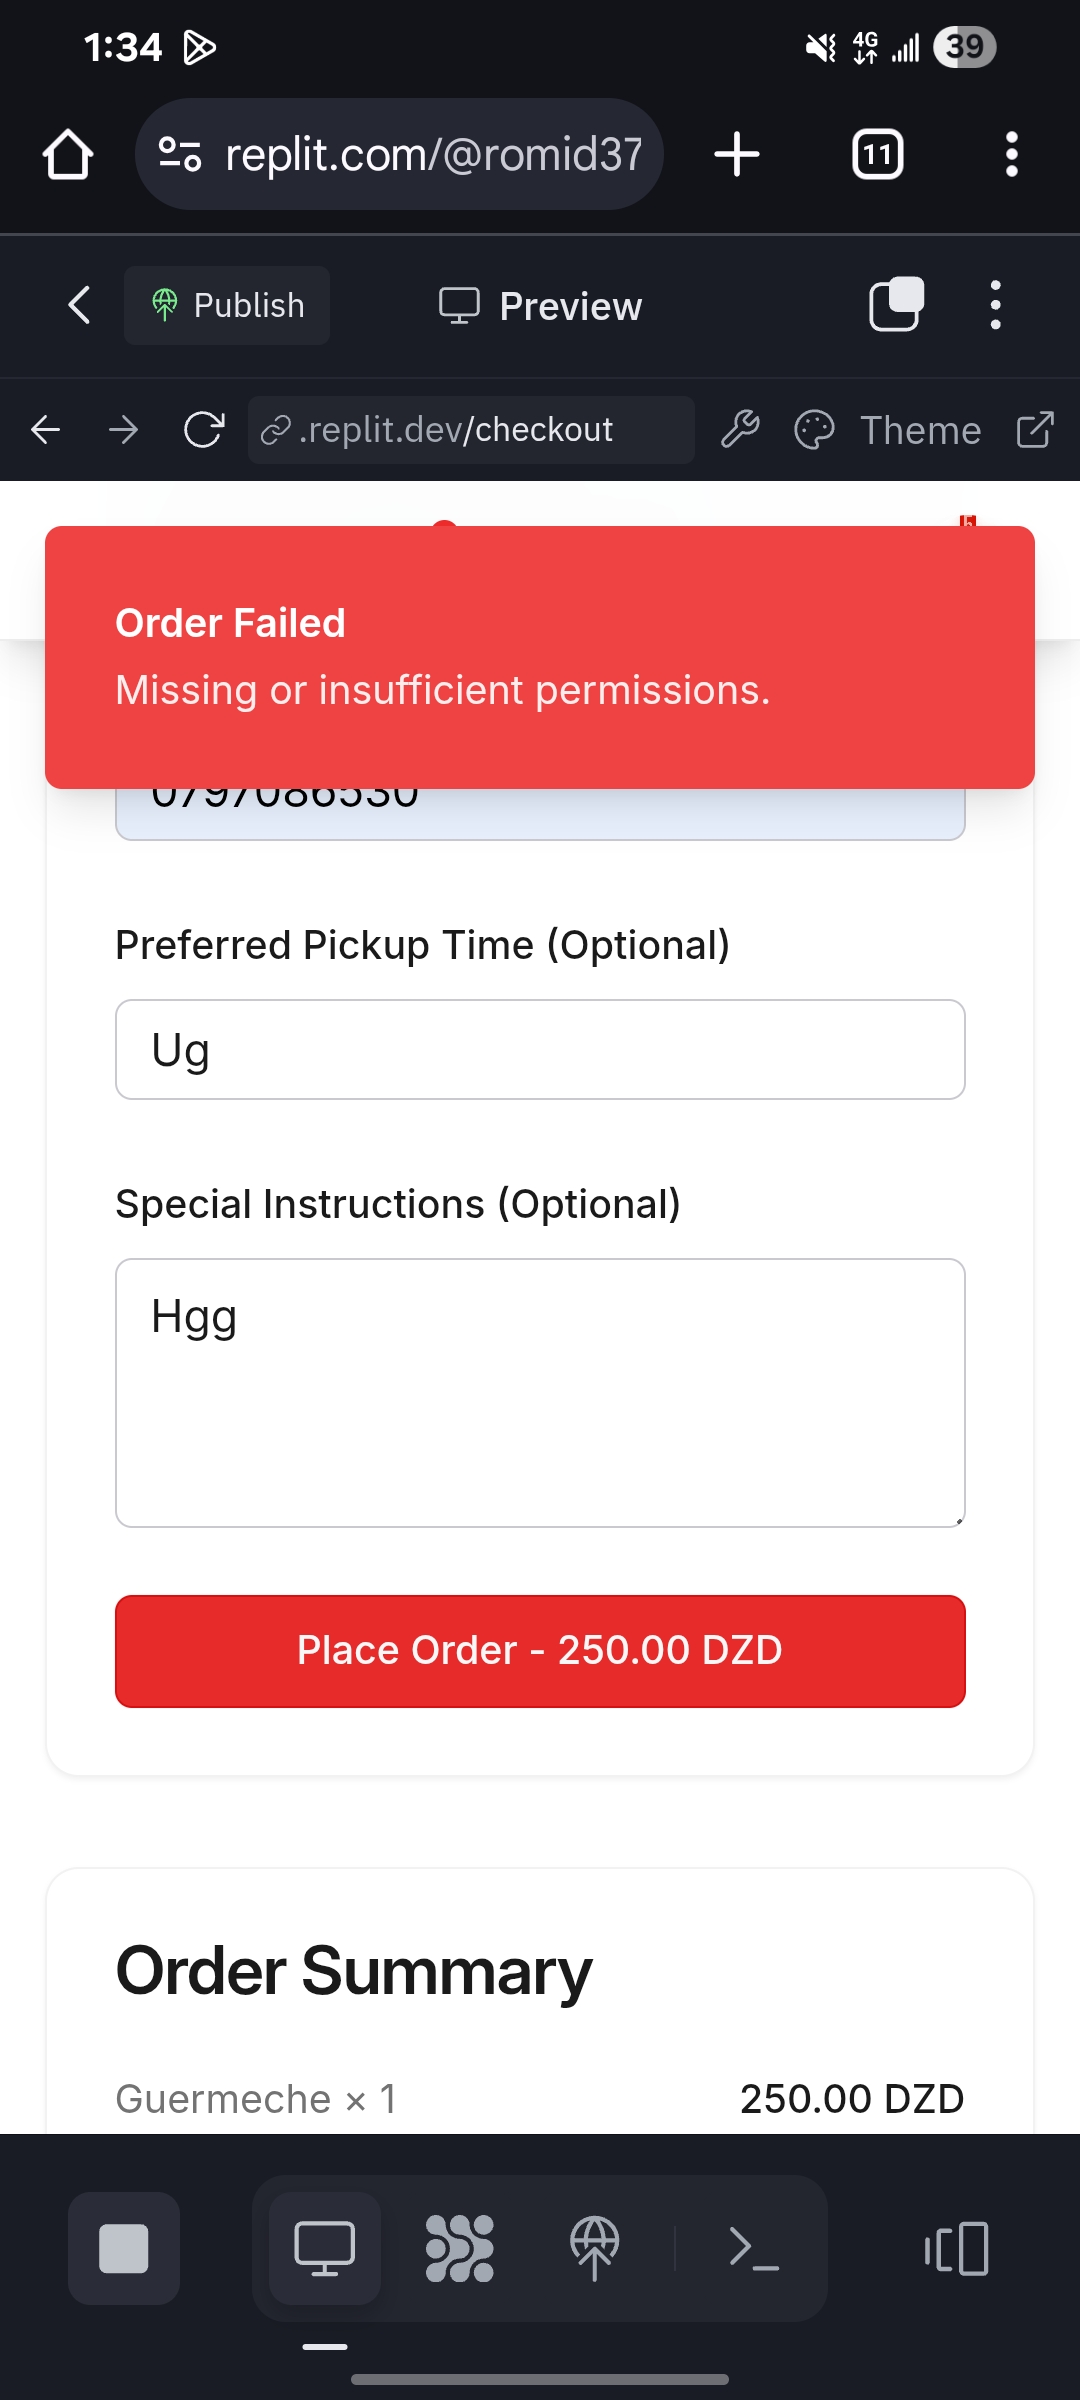 1:34
4G
39
replit.com/@romid37
11
Publish
Preview
.replit.dev/checkout
Theme
Order Failed
Missing or insufficient permissions.
0797086530
Preferred Pickup Time (Optional)
Ug
Special Instructions (Optional)
Hgg
Place Order - 250.00 DZD
Order Summary
Guermeche × 1
250.00 DZD